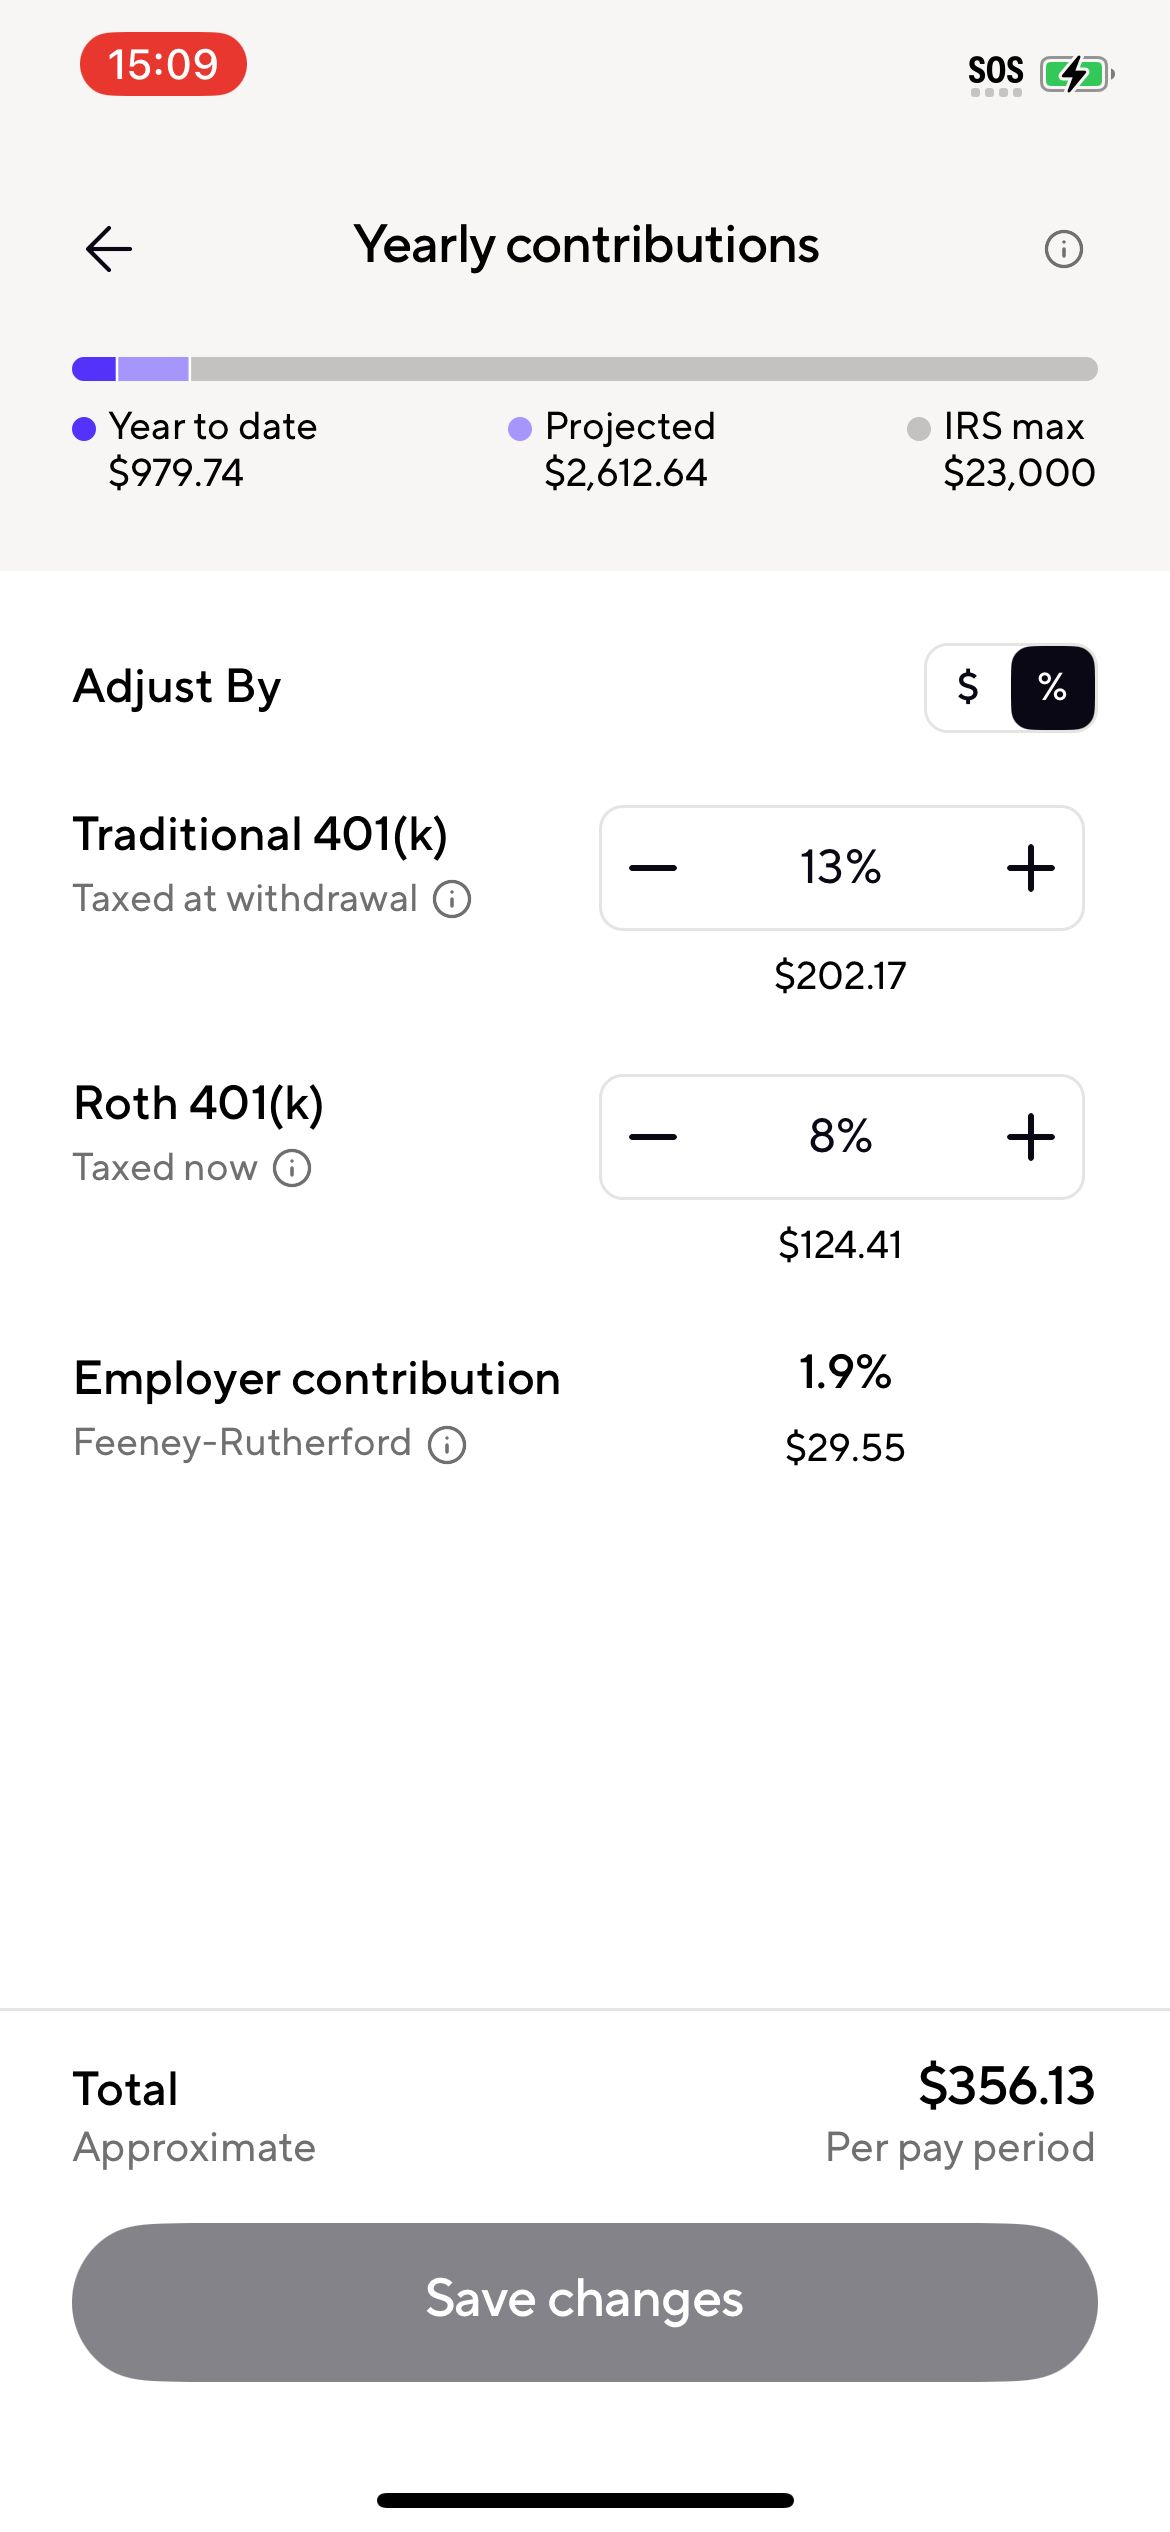 15:09
SOS
Yearly contributions
Year to date
$979.74
Projected
$2,612.64
IRS max
$23,000
Adjust By
$ %
Traditional 401(k)
Taxed at withdrawal
13%
$202.17
Roth 401(k)
Taxed now
8%
$124.41
Employer contribution
Feeney-Rutherford
1.9%
$29.55
Total
Approximate
$356.13
Per pay period
Save changes